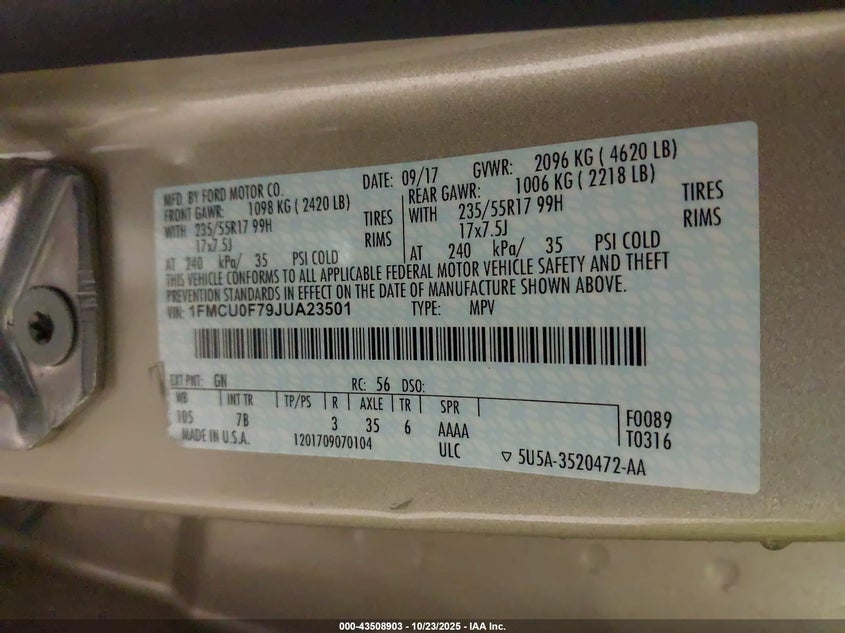 MFD. BY FORD MOTOR CO.
DATE: 09/17 GVWR: 2096 KG ( 4620 LB)
FRONT GAWR: 1098 KG ( 2420 LB)
WITH 235/55R17 99H TIRES
17x7.5J RIMS
AT 240 kPa/ 35 PSI COLD
REAR GAWR: 1006 KG ( 2218 LB)
WITH 235/55R17 99H TIRES
17x7.5J RIMS
AT 240 kPa/ 35 PSI COLD
THIS VEHICLE CONFORMS TO ALL APPLICABLE FEDERAL MOTOR VEHICLE SAFETY AND THEFT
PREVENTION STANDARDS IN EFFECT ON THE DATE OF MANUFACTURE SHOWN ABOVE.
VIN: 1FMCU0F79JUA23501 TYPE: MPV
EXT PNT: GN RC: 56 DSO:
WB INT TR TP/PS R AXLE TR SPR
105 7B 3 35 6 AAAA
F0089
T0316
MADE IN U.S.A. 1201709070104 ULC
▽ 5U5A-3520472-AA
000-43508903 - 10/23/2025 - IAA Inc.